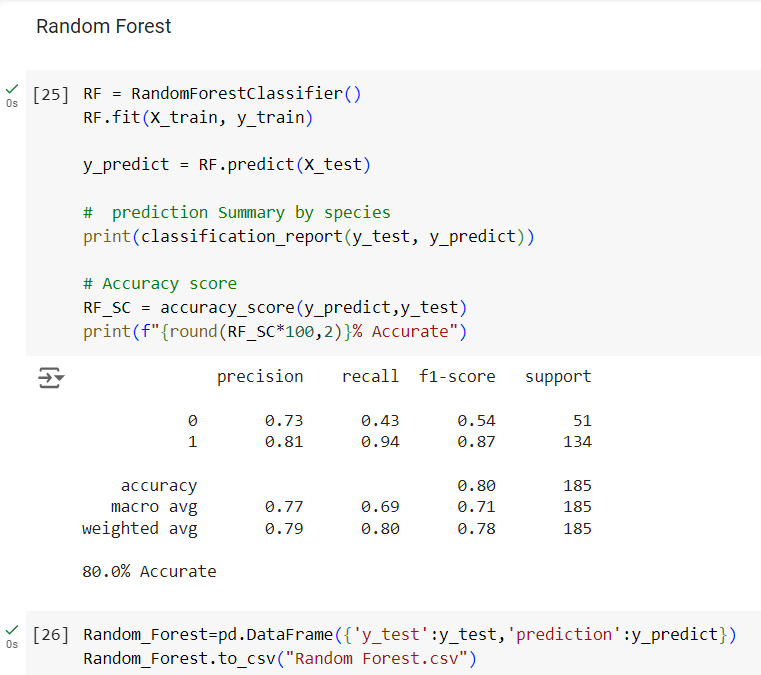 Random Forest
0s
[25] RF = RandomForestClassifier()
RF.fit(X_train, y_train)
y_predict = RF.predict(X_test)
#  prediction Summary by species
print(classification_report(y_test, y_predict))
# Accuracy score
RF_SC = accuracy_score(y_predict,y_test)
print(f"{round(RF_SC*100,2)}% Accurate")
precision recall f1-score support
0 0.73 0.43 0.54 51
1 0.81 0.94 0.87 134
accuracy 0.80 185
macro avg 0.77 0.69 0.71 185
weighted avg 0.79 0.80 0.78 185
80.0% Accurate
0s
[26] Random_Forest=pd.DataFrame({'y_test':y_test,'prediction':y_predict})
Random_Forest.to_csv("Random Forest.csv")